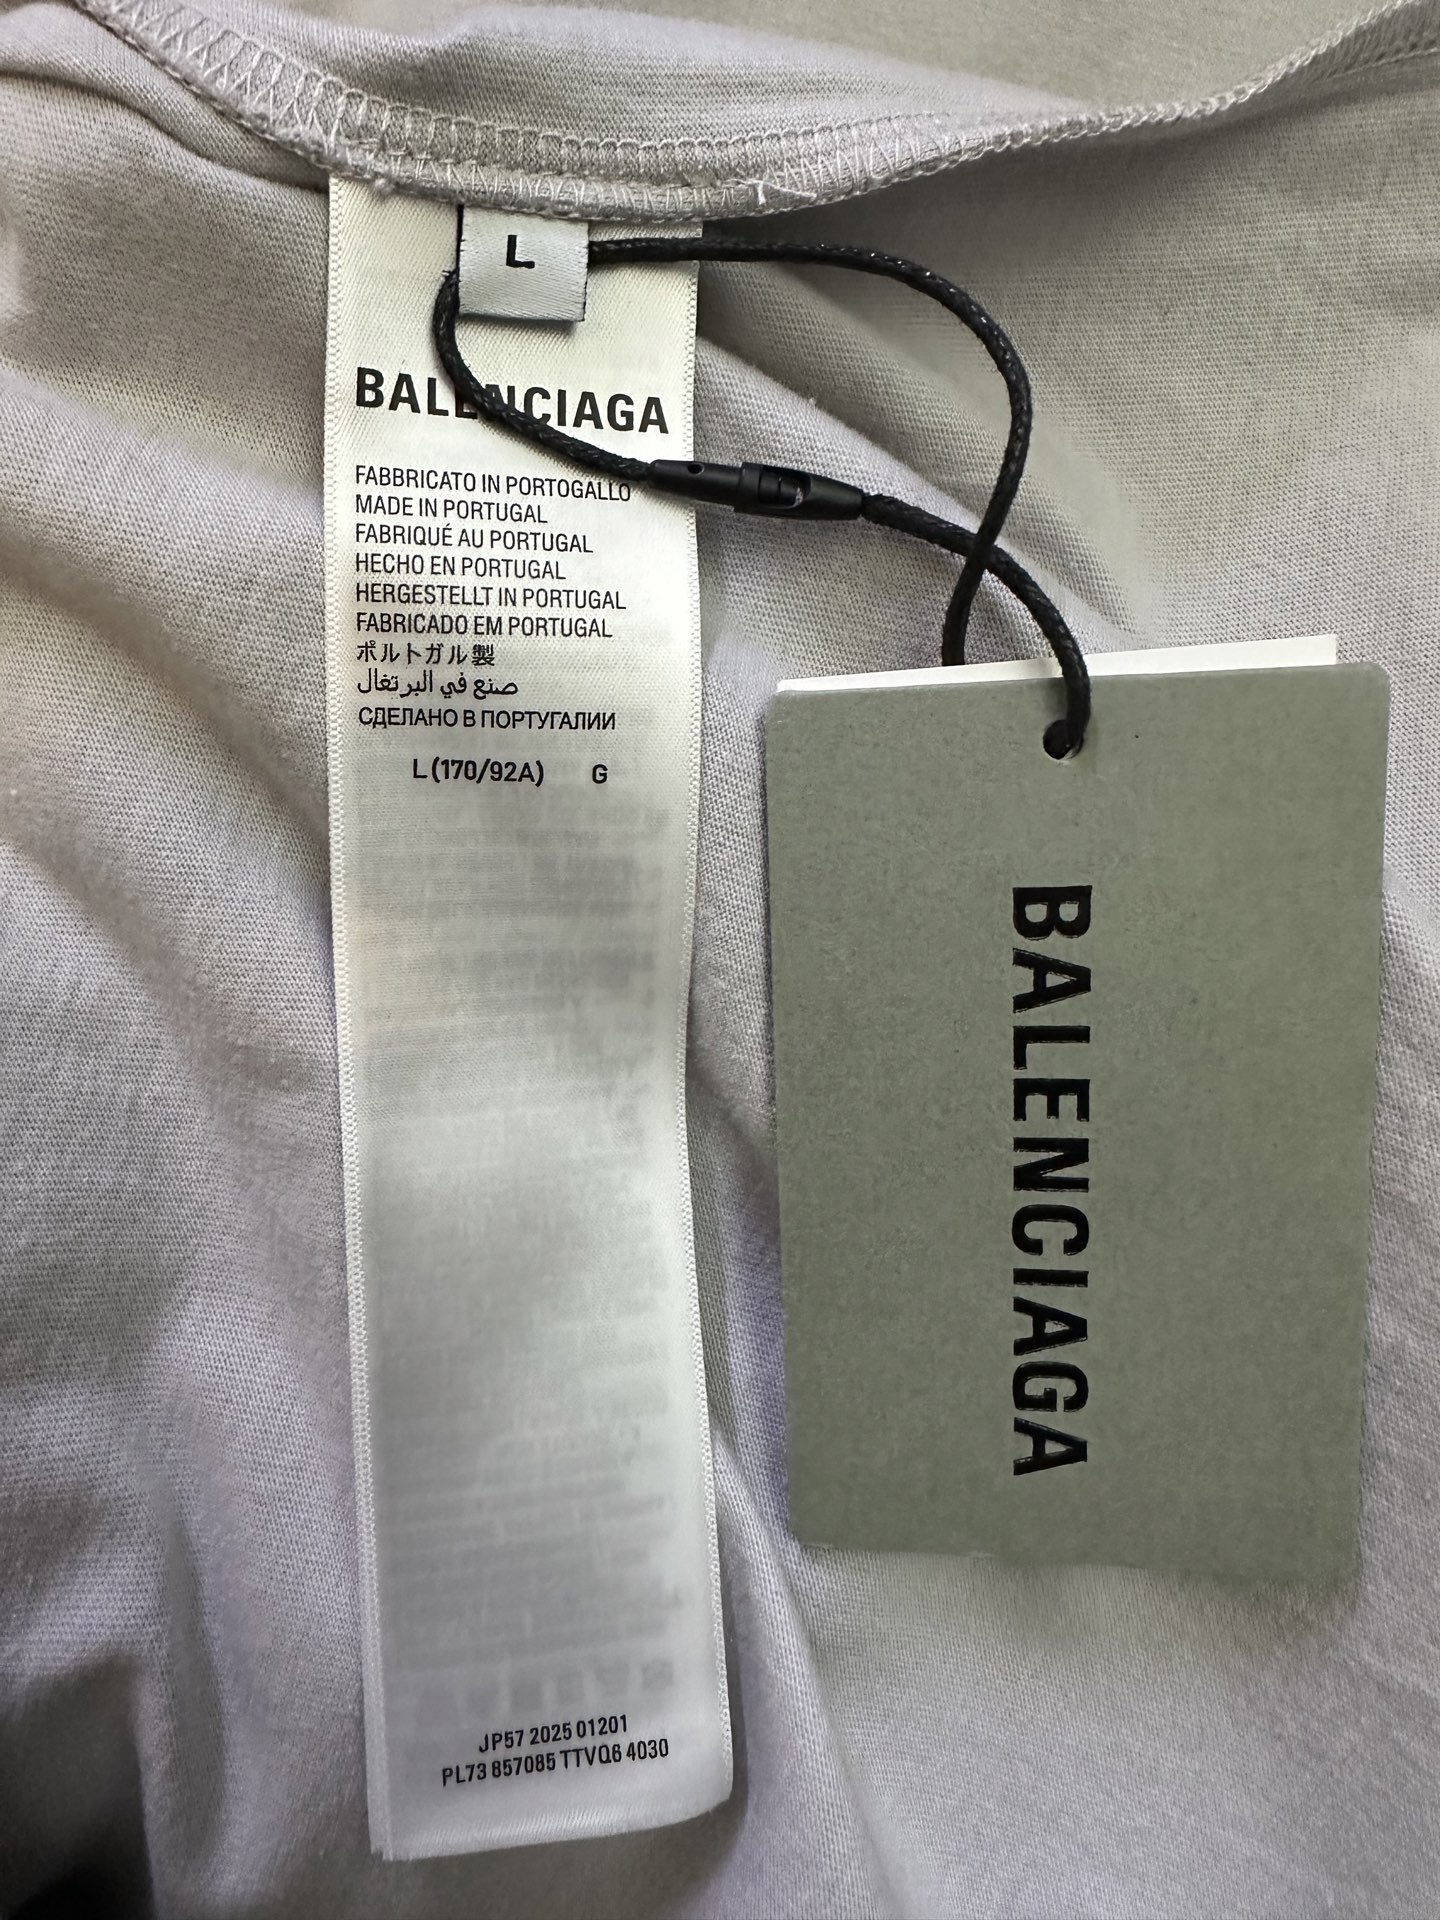 L
BALENCIAGA
FABBRICATO IN PORTOGALLO
MADE IN PORTUGAL
FABRIQUÉ AU PORTUGAL
HECHO EN PORTUGAL
HERGESTELLT IN PORTUGAL
FABRICADO EM PORTUGAL
ポルトガル製
صنع في البرتغال
СДЕЛАНО В ПОРТУГАЛИИ
L (170/92A) G
JP57 2025 01201
PL73 857085 TTVQ6 4030
BALENCIAGA